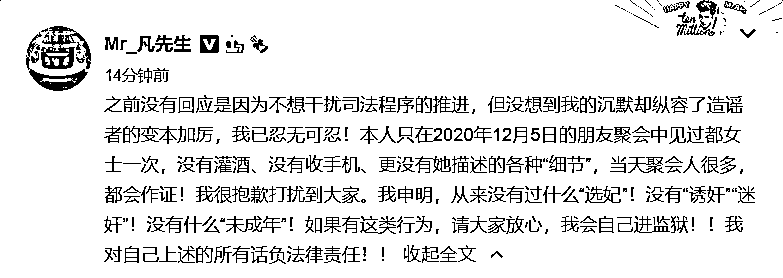 HAPPY
ten
Million
Mr_凡先生 V
14分钟前
之前没有回应是因为不想干扰司法程序的推进，但没想到我的沉默却纵容了造谣
者的变本加厉，我已忍无可忍！本人只在2020年12月5日的朋友聚会中见过都女
士一次，没有灌酒、没有收手机、更没有她描述的各种“细节”，当天聚会人很多，
都会作证！我很抱歉打扰到大家。我申明，从来没有过什么“选妃”！没有“诱奸”“迷
奸”！没有什么“未成年”！如果有这类行为，请大家放心，我会自己进监狱！！我
对自己上述的所有话负法律责任！！ 收起全文